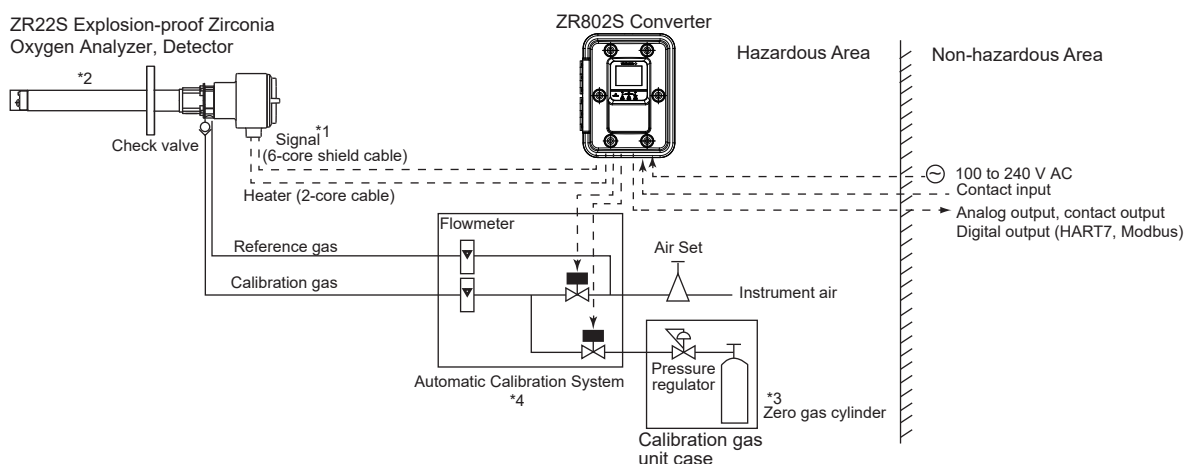 ZR22S Explosion-proof Zirconia
Oxygen Analyzer, Detector
*2
Check valve
ZR802S Converter
Hazardous Area
Non-hazardous Area
Signal *1
(6-core shield cable)
Heater (2-core cable)
100 to 240 V AC
Contact input
Analog output, contact output
Digital output (HART7, Modbus)
Flowmeter
Reference gas
Calibration gas
Air Set
Instrument air
Automatic Calibration System
*4
Pressure
regulator
*3
Zero gas cylinder
Calibration gas
unit case